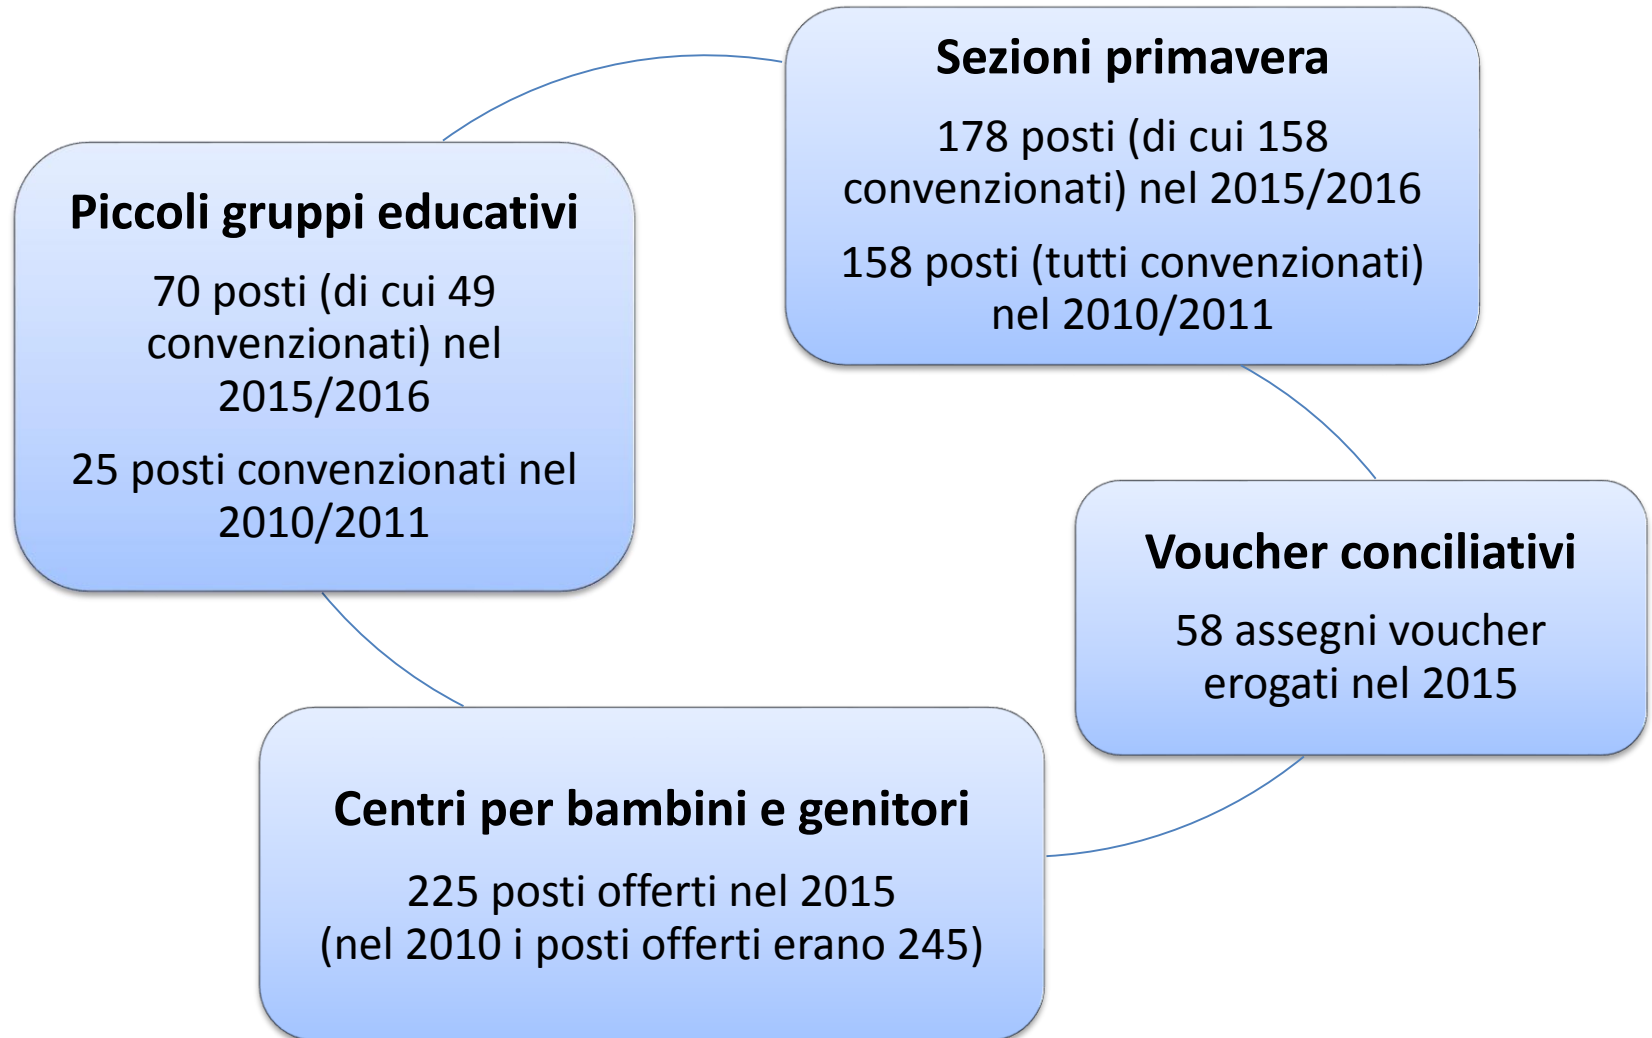 Sezioni primavera
178 posti (di cui 158
convenzionati) nel 2015/2016
158 posti (tutti convenzionati)
nel 2010/2011
Piccoli gruppi educativi
70 posti (di cui 49
convenzionati) nel
2015/2016
25 posti convenzionati nel
2010/2011
Voucher conciliativi
58 assegni voucher
erogati nel 2015
Centri per bambini e genitori
225 posti offerti nel 2015
(nel 2010 i posti offerti erano 245)